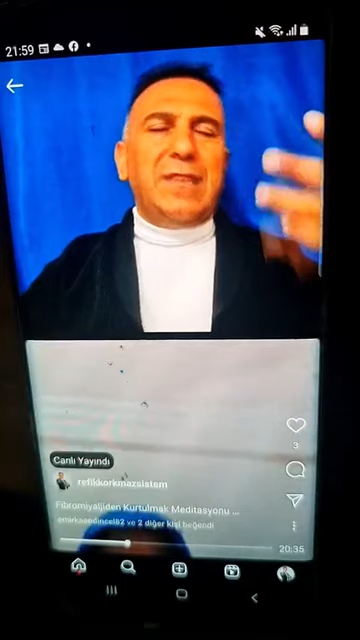 21:59
Canlı Yayındı
refikkorkmazsistem
Fibromiyaljiden Kurtulmak Meditasyonu ...
ve 2 diğer kişi beğendi
3
20:35